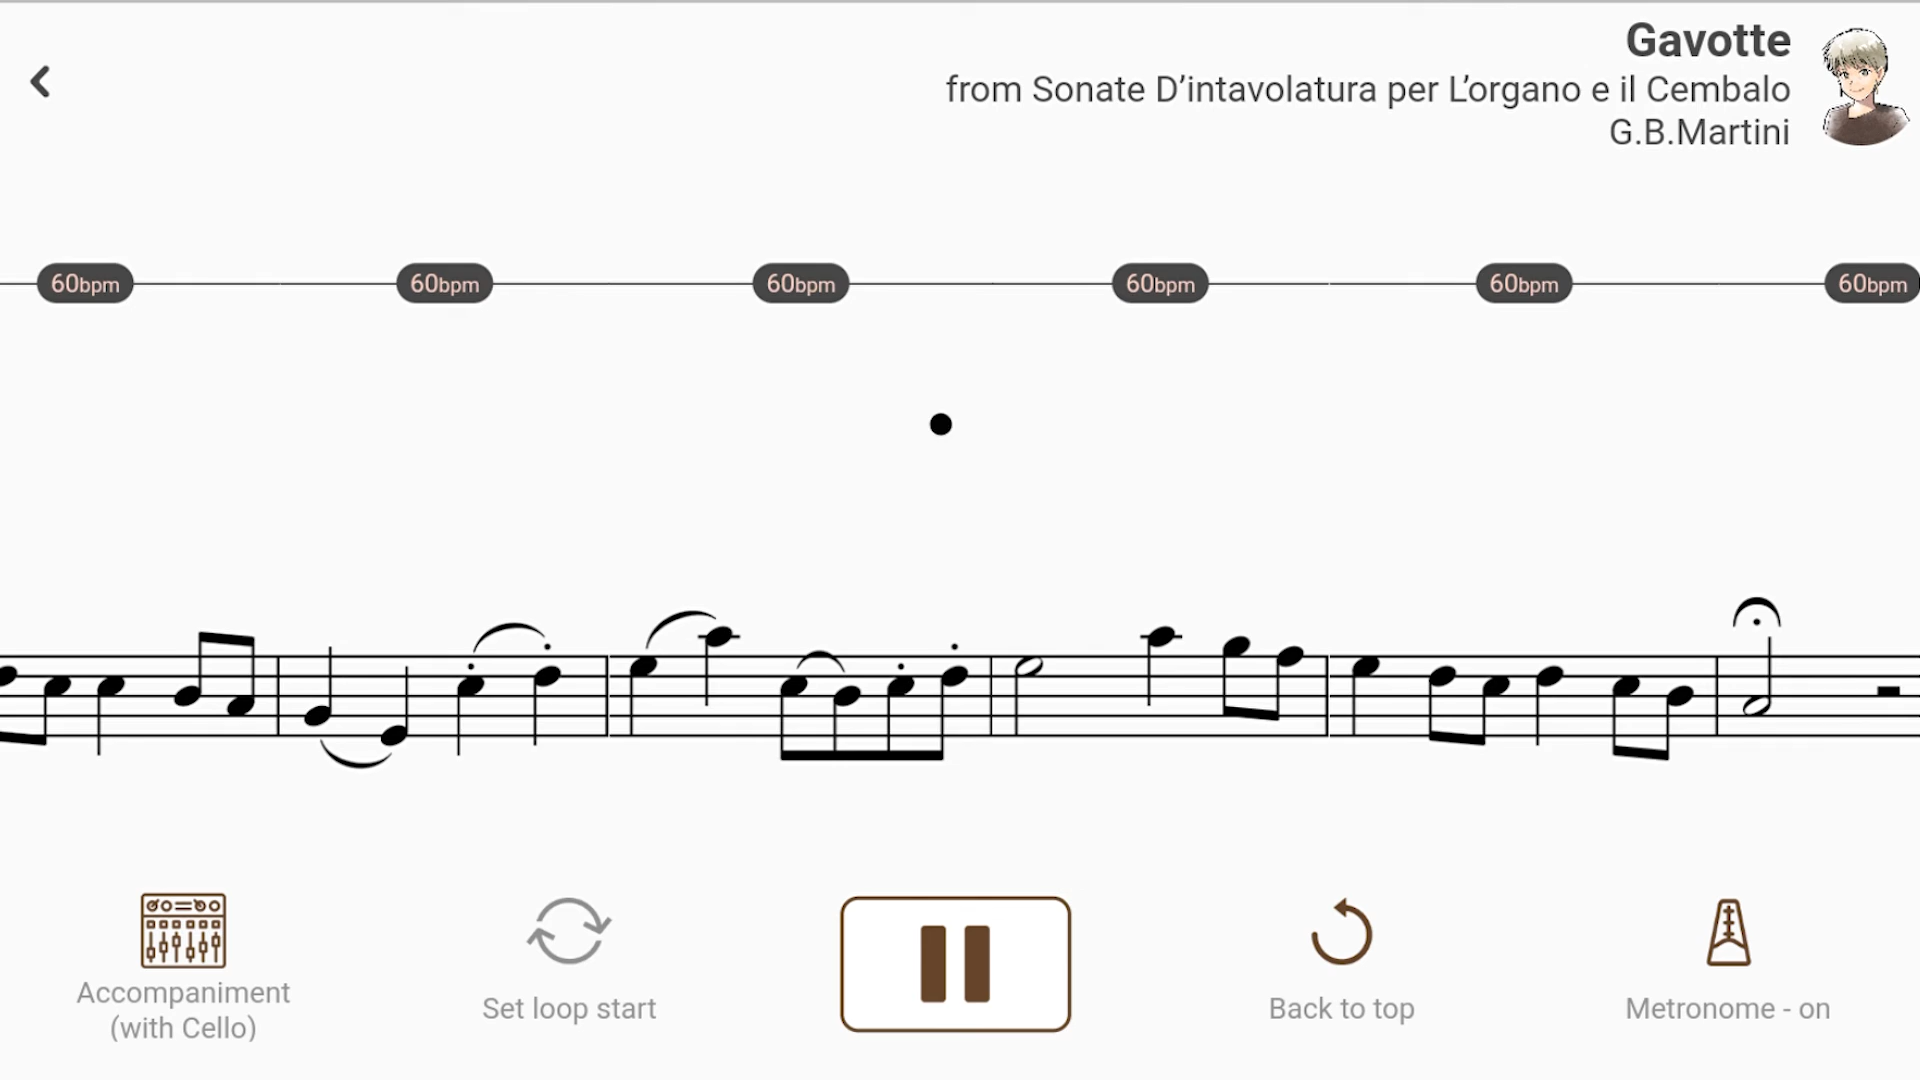 Gavotte
from Sonate D’intavolatura per L’organo e il Cembalo
G.B.Martini
60bpm 60bpm 60bpm 60bpm 60bpm 60bpm
Accompaniment
(with Cello)
Set loop start
Back to top
Metronome - on